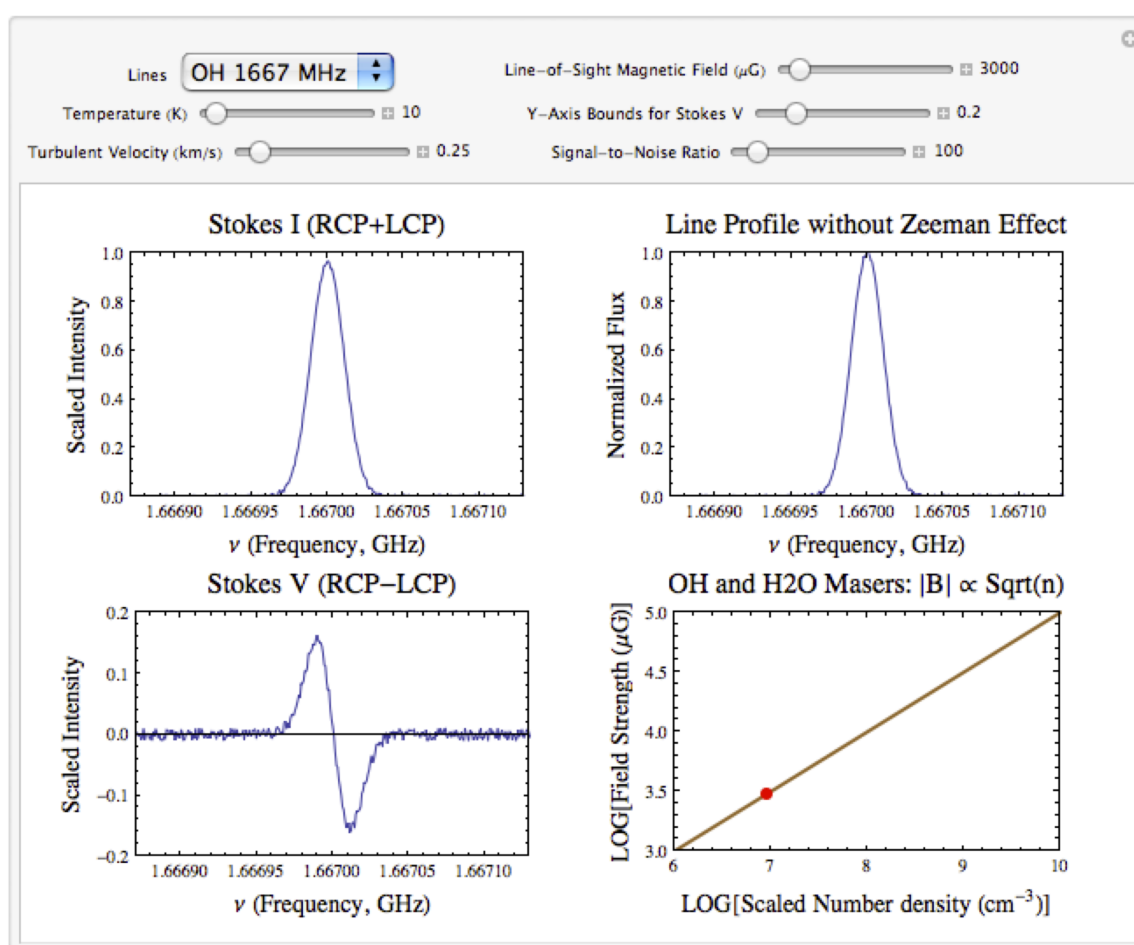 Lines OH 1667 MHz
Temperature (K) 10
Turbulent Velocity (km/s) 0.25
Line-of-Sight Magnetic Field (μG) 3000
Y-Axis Bounds for Stokes V 0.2
Signal-to-Noise Ratio 100
Stokes I (RCP+LCP)
Scaled Intensity
1.0
0.8
0.6
0.4
0.2
0.0
1.66690 1.66695 1.66700 1.66705 1.66710
ν (Frequency, GHz)
Line Profile without Zeeman Effect
Normalized Flux
1.0
0.8
0.6
0.4
0.2
0.0
1.66690 1.66695 1.66700 1.66705 1.66710
ν (Frequency, GHz)
Stokes V (RCP−LCP)
Scaled Intensity
0.2
0.1
0.0
−0.1
−0.2
1.66690 1.66695 1.66700 1.66705 1.66710
ν (Frequency, GHz)
OH and H2O Masers: |B| ∝ Sqrt(n)
LOG[Field Strength (μG)]
5.0
4.5
4.0
3.5
3.0
6 7 8 9 10
LOG[Scaled Number density (cm⁻³)]